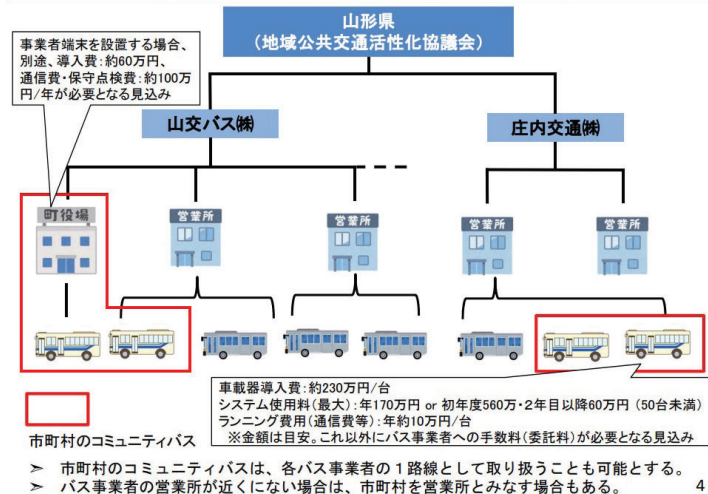 山形県
(地域公共交通活性化協議会)
事業者端末を設置する場合、
別途、導入費:約60万円、
通信費・保守点検費:約100万
円/年が必要となる見込み
山交バス㈱
庄内交通㈱
町役場
営業所
営業所
営業所
営業所
車載器導入費:約230万円/台
システム使用料(最大):年170万円 or 初年度560万・2年目以降60万円 (50台未満)
ランニング費用(通信費等):年約10万円/台
※金額は目安。これ以外にバス事業者への手数料(委託料)が必要となる見込み
市町村のコミュニティバス
➢ 市町村のコミュニティバスは、各バス事業者の1路線として取り扱うことも可能とする。
➢ バス事業者の営業所が近くにない場合は、市町村を営業所とみなす場合もある。
4